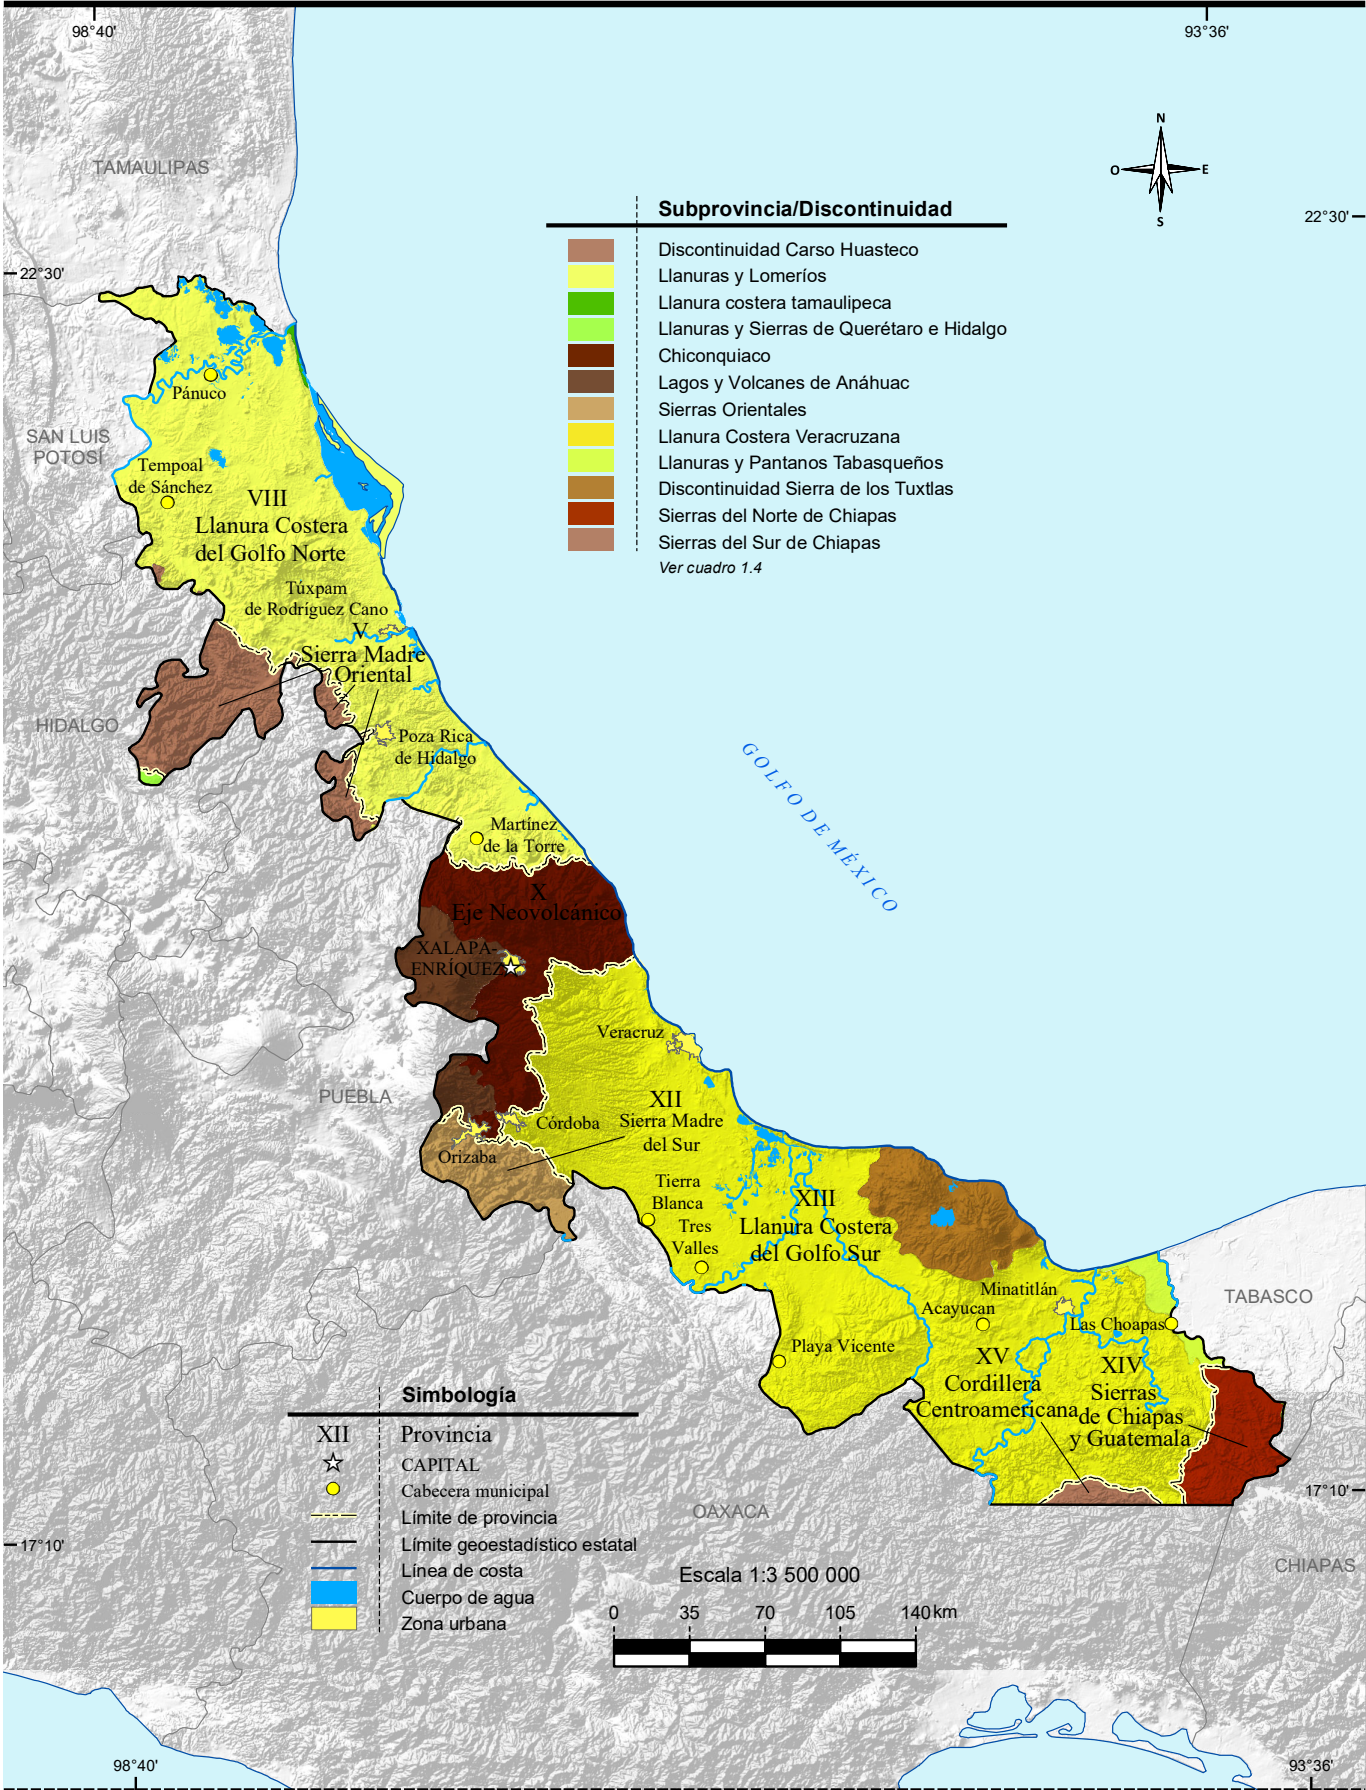 98°40'
93°36'
TAMAULIPAS
N
O
E
S
22°30'
22°30'
Subprovincia/Discontinuidad
Discontinuidad Carso Huasteco
Llanuras y Lomeríos
Llanura costera tamaulipeca
Llanuras y Sierras de Querétaro e Hidalgo
Chiconquiaco
Lagos y Volcanes de Anáhuac
Sierras Orientales
Llanura Costera Veracruzana
Llanuras y Pantanos Tabasqueños
Discontinuidad Sierra de los Tuxtlas
Sierras del Norte de Chiapas
Sierras del Sur de Chiapas
Ver cuadro 1.4
Pánuco
SAN LUIS
POTOSÍ
Tempoal
de Sánchez
VIII
Llanura Costera
del Golfo Norte
Túxpam
de Rodríguez Cano
V
Sierra Madre
Oriental
HIDALGO
Poza Rica
de Hidalgo
GOLFO DE MÉXICO
Martínez
de la Torre
X
Eje Neovolcánico
XALAPA-
ENRÍQUEZ
Veracruz
PUEBLA
XII
Sierra Madre
del Sur
Córdoba
Orizaba
Tierra
Blanca
Tres
Valles
XIII
Llanura Costera
del Golfo Sur
Minatitlán
Acayucan
Las Choapas
TABASCO
Playa Vicente
XV
Cordillera
Centroamericana
XIV
Sierras
de Chiapas
y Guatemala
Simbología
XII Provincia
CAPITAL
Cabecera municipal
Límite de provincia
Límite geoestadístico estatal
Línea de costa
Cuerpo de agua
Zona urbana
OAXACA
17°10'
17°10'
CHIAPAS
Escala 1:3 500 000
0 35 70 105 140 km
98°40'
93°36'